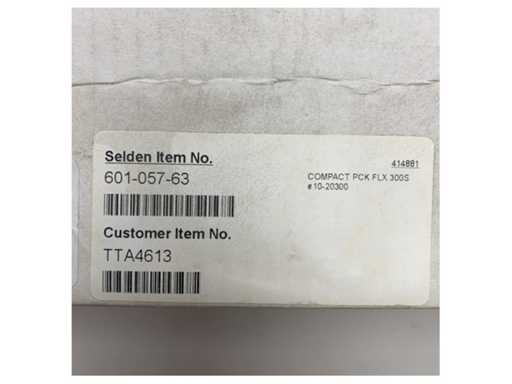 Selden Item No.
414881
601-057-63
COMPACT PCK FLX 300S
#10-20300
Customer Item No.
TTA4613